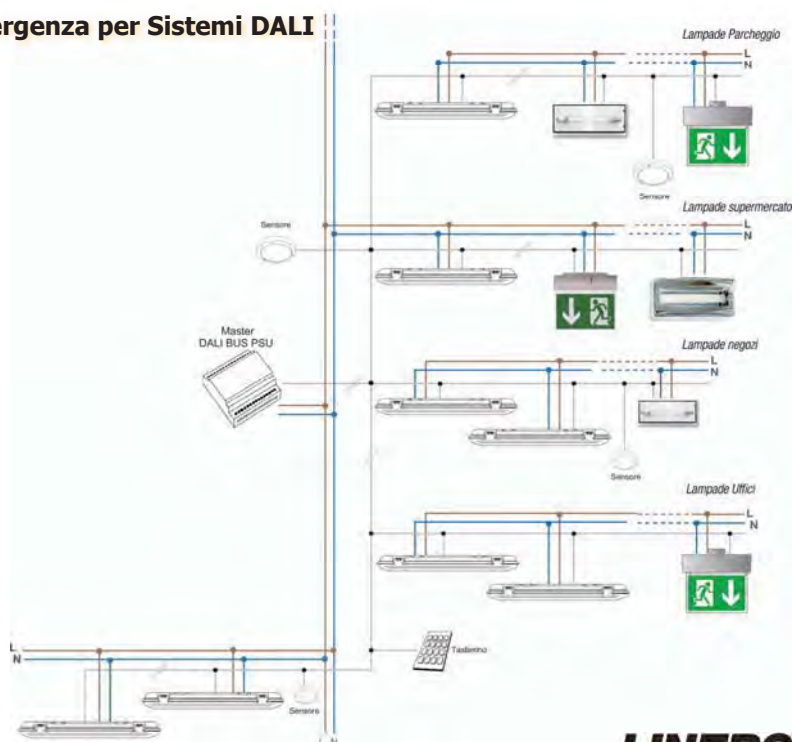 ergenza per Sistemi DALI
Lampade Parcheggio
L
N
Sensore
Lampade supermercato
L
N
Sensore
Master
DALI BUS PSU
Lampade negozi
L
N
Sensore
Lampade Uffici
L
N
Tastierino
L
N
Sensore
L N